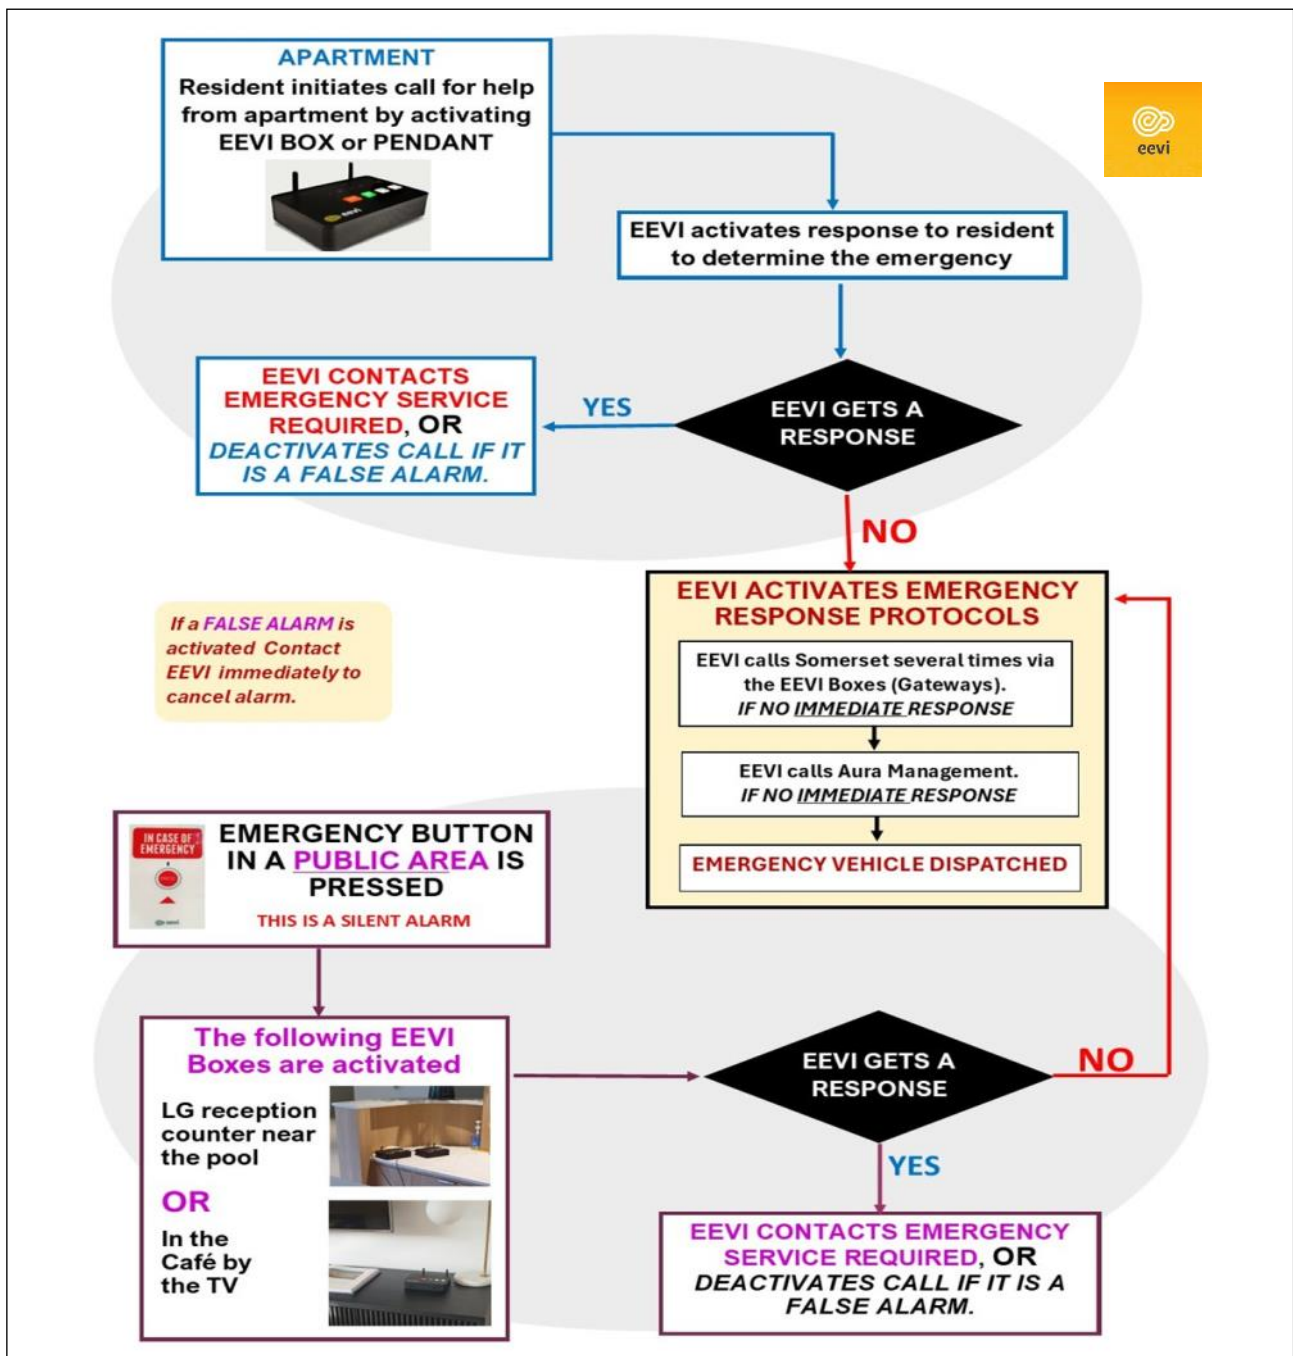 APARTMENT
Resident initiates call for help
from apartment by activating
EEVI BOX or PENDANT
eevi
eevi
EEVI activates response to resident
to determine the emergency
EEVI GETS A
RESPONSE
YES
EEVI CONTACTS
EMERGENCY SERVICE
REQUIRED, OR
DEACTIVATES CALL IF IT
IS A FALSE ALARM.
NO
EEVI ACTIVATES EMERGENCY
RESPONSE PROTOCOLS
EEVI calls Somerset several times via
the EEVI Boxes (Gateways).
IF NO IMMEDIATE RESPONSE
EEVI calls Aura Management.
IF NO IMMEDIATE RESPONSE
EMERGENCY VEHICLE DISPATCHED
If a FALSE ALARM is
activated Contact
EEVI immediately to
cancel alarm.
IN CASE OF
EMERGENCY
eevi
EMERGENCY BUTTON
IN A PUBLIC AREA IS
PRESSED
THIS IS A SILENT ALARM
The following EEVI
Boxes are activated
LG reception
counter near
the pool
OR
In the
Café by
the TV
EEVI GETS A
RESPONSE
NO
YES
EEVI CONTACTS EMERGENCY
SERVICE REQUIRED, OR
DEACTIVATES CALL IF IT IS A
FALSE ALARM.